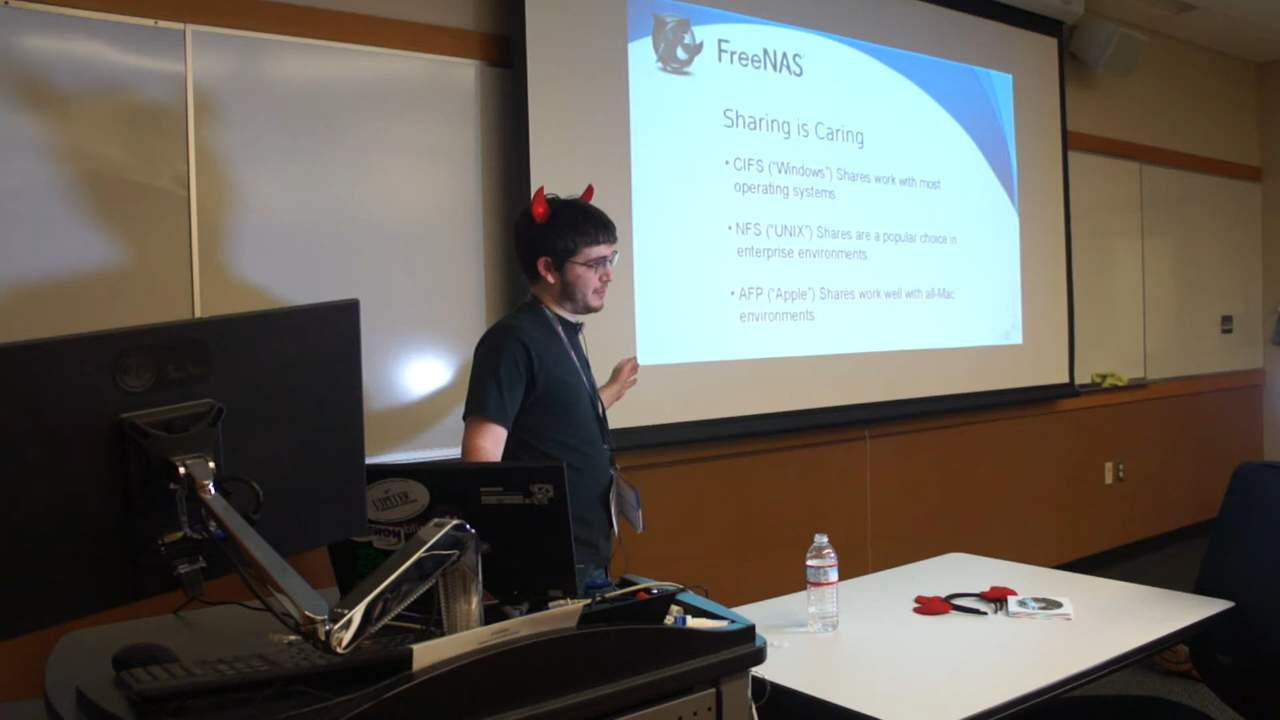 FreeNAS
Sharing is Caring
• CIFS ("Windows") Shares work with most
operating systems.
• NFS ("UNIX") Shares are a popular choice in
enterprise environments
• AFP ("Apple") Shares work well with all-Mac
environments
JUPITER